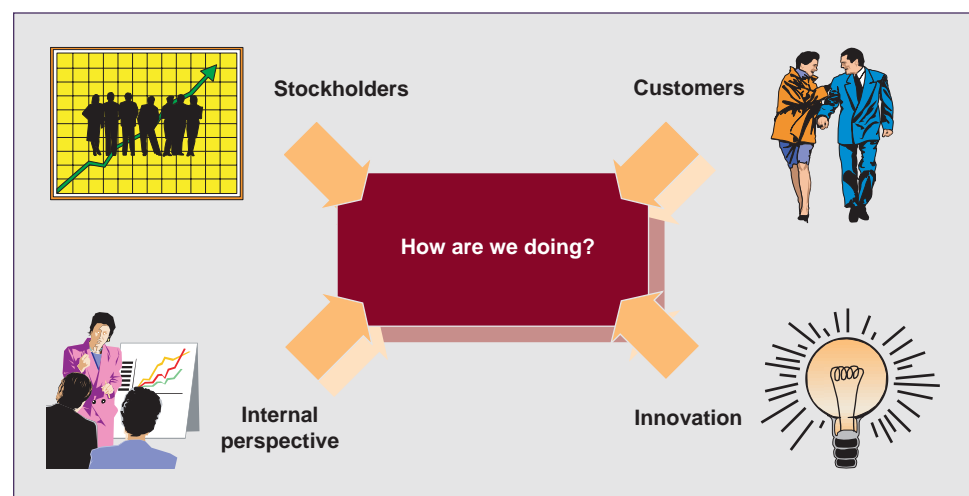 Stockholders
Customers
How are we doing?
Internal
perspective
Innovation